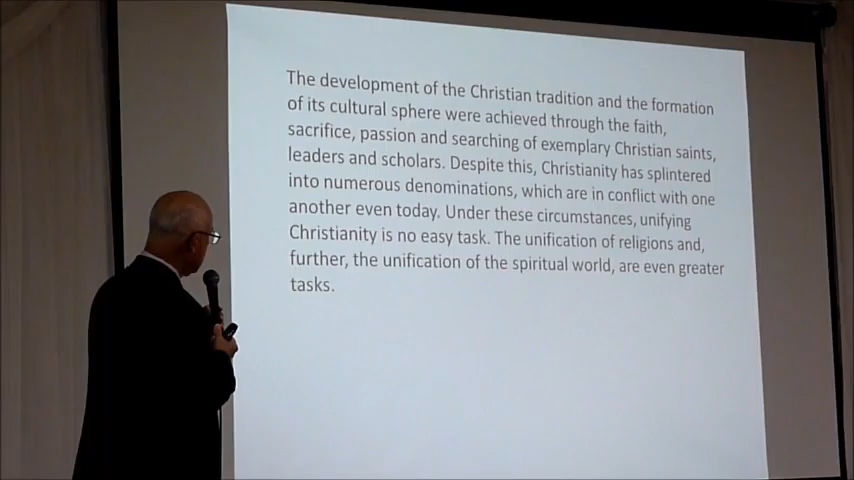 The development of the Christian tradition and the formation
of its cultural sphere were achieved through the faith,
sacrifice, passion and searching of exemplary Christian saints,
leaders and scholars. Despite this, Christianity has splintered
into numerous denominations, which are in conflict with one
another even today. Under these circumstances, unifying
Christianity is no easy task. The unification of religions and,
further, the unification of the spiritual world, are even greater
tasks.